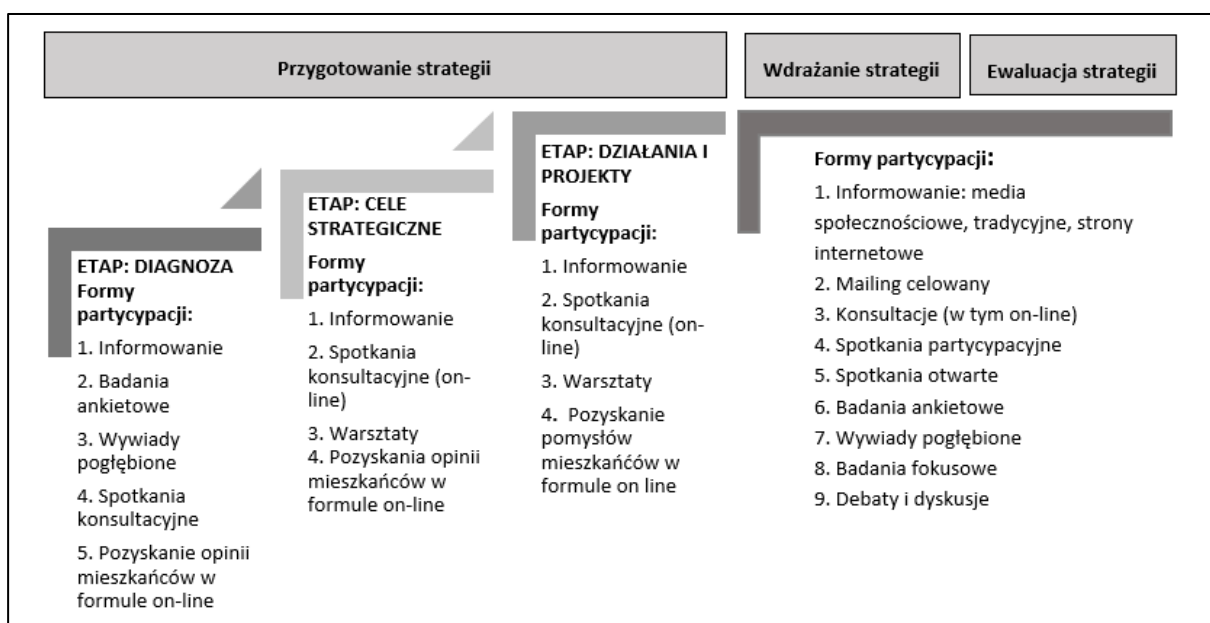 Przygotowanie strategii
Wdrażanie strategii
Ewaluacja strategii
ETAP: DIAGNOZA
Formy
partycypacji:
1. Informowanie
2. Badania
ankietowe
3. Wywiady
pogłębione
4. Spotkania
konsultacyjne
5. Pozyskanie opinii
mieszkańców w
formule on-line
ETAP: CELE
STRATEGICZNE
Formy
partycypacji:
1. Informowanie
2. Spotkania
konsultacyjne (on-
line)
3. Warsztaty
4. Pozyskania opinii
mieszkańców w
formule on-line
ETAP: DZIAŁANIA I
PROJEKTY
Formy
partycypacji:
1. Informowanie
2. Spotkania
konsultacyjne (on-
line)
3. Warsztaty
4. Pozyskanie
pomysłów
mieszkańćów w
formule on line
Formy partycypacji:
1. Informowanie: media
społecznościowe, tradycyjne, strony
internetowe
2. Mailing celowany
3. Konsultacje (w tym on-line)
4. Spotkania partycypacyjne
5. Spotkania otwarte
6. Badania ankietowe
7. Wywiady pogłębione
8. Badania fokusowe
9. Debaty i dyskusje